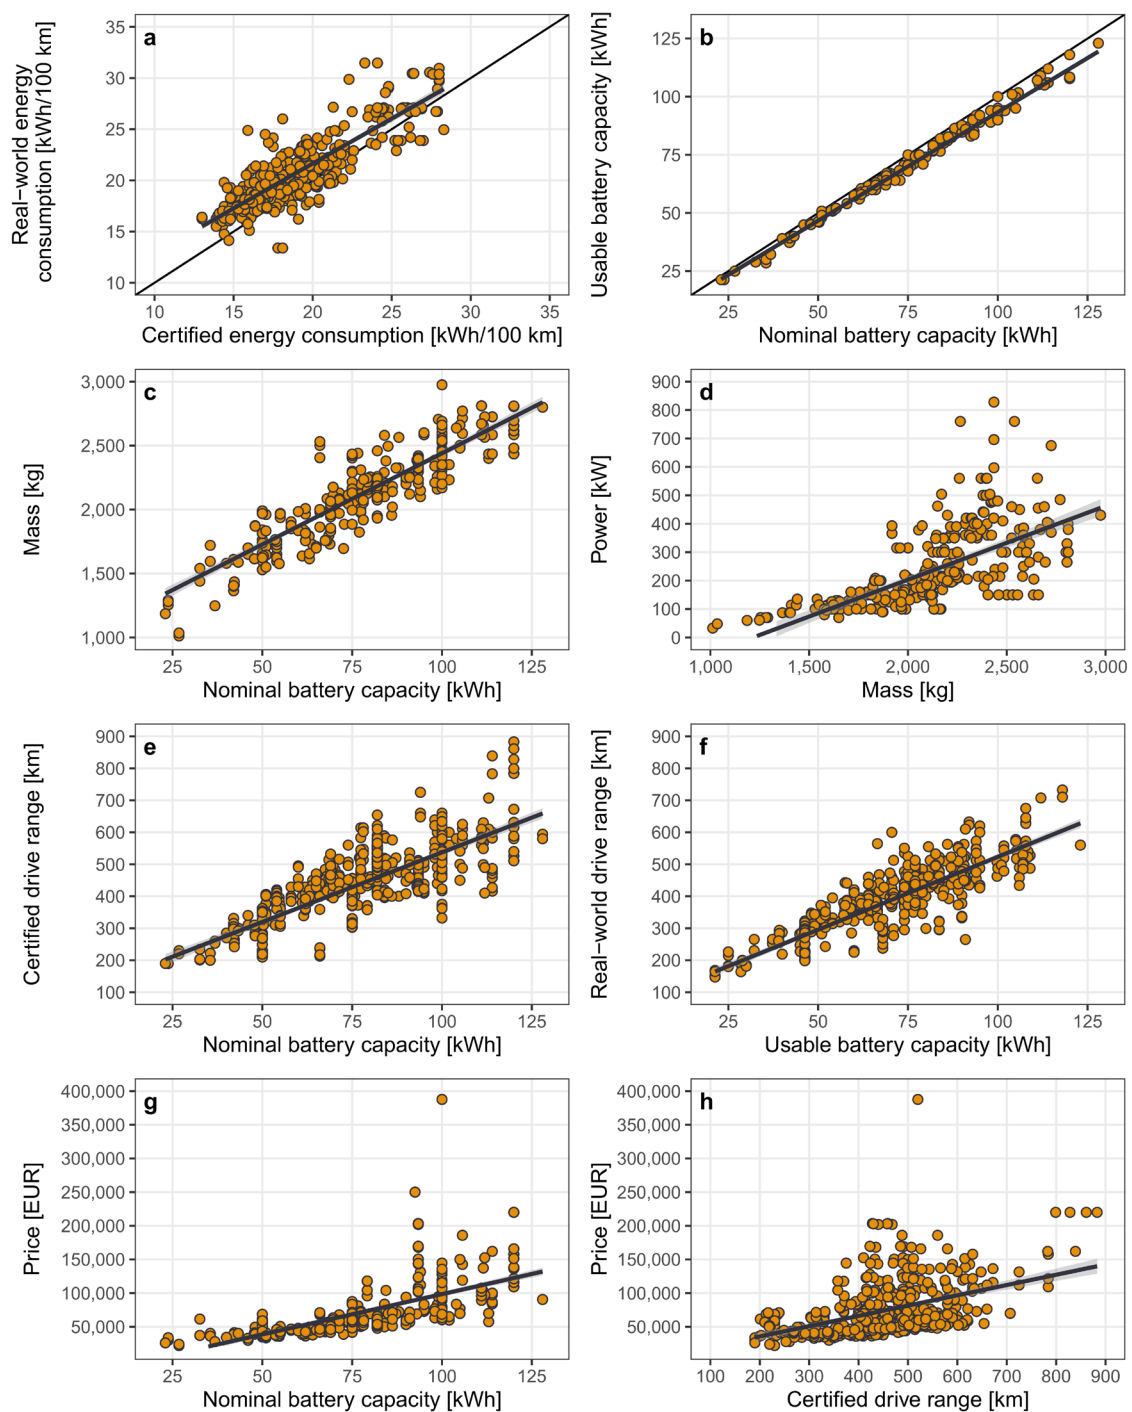 a
Real−world energy
consumption [kWh/100 km]
35
30
25
20
15
10
10 15 20 25 30 35
Certified energy consumption [kWh/100 km]
b
Usable battery capacity [kWh]
125
100
75
50
25
25 50 75 100 125
Nominal battery capacity [kWh]
c
Mass [kg]
3,000
2,500
2,000
1,500
1,000
25 50 75 100 125
Nominal battery capacity [kWh]
d
Power [kW]
900
800
700
600
500
400
300
200
100
0
1,000 1,500 2,000 2,500 3,000
Mass [kg]
e
Certified drive range [km]
900
800
700
600
500
400
300
200
100
25 50 75 100 125
Nominal battery capacity [kWh]
f
Real−world drive range [km]
900
800
700
600
500
400
300
200
100
25 50 75 100 125
Usable battery capacity [kWh]
g
Price [EUR]
400,000
350,000
300,000
250,000
200,000
150,000
100,000
50,000
25 50 75 100 125
Nominal battery capacity [kWh]
h
Price [EUR]
400,000
350,000
300,000
250,000
200,000
150,000
100,000
50,000
100 200 300 400 500 600 700 800 900
Certified drive range [km]